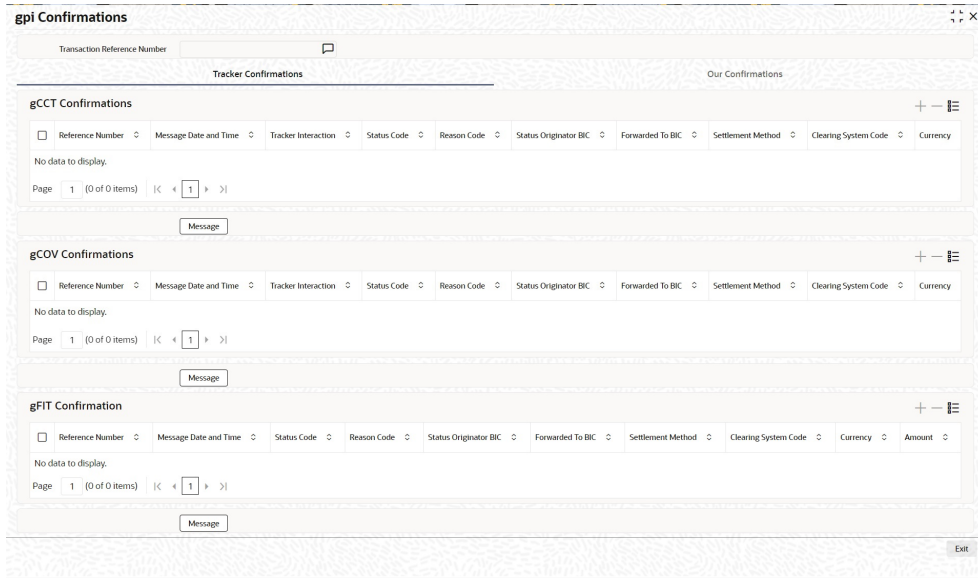 gpi Confirmations
Transaction Reference Number
Tracker Confirmations Our Confirmations
gCCT Confirmations
Reference Number Message Date and Time Tracker Interaction Status Code Reason Code Status Originator BIC Forwarded To BIC Settlement Method Clearing System Code Currency
No data to display.
Page 1 (0 of 0 items) 1
Message
gCOV Confirmations
Reference Number Message Date and Time Tracker Interaction Status Code Reason Code Status Originator BIC Forwarded To BIC Settlement Method Clearing System Code Currency
No data to display.
Page 1 (0 of 0 items) 1
Message
gFIT Confirmation
Reference Number Message Date and Time Status Code Reason Code Status Originator BIC Forwarded To BIC Settlement Method Clearing System Code Currency Amount
No data to display.
Page 1 (0 of 0 items) 1
Message
Exit